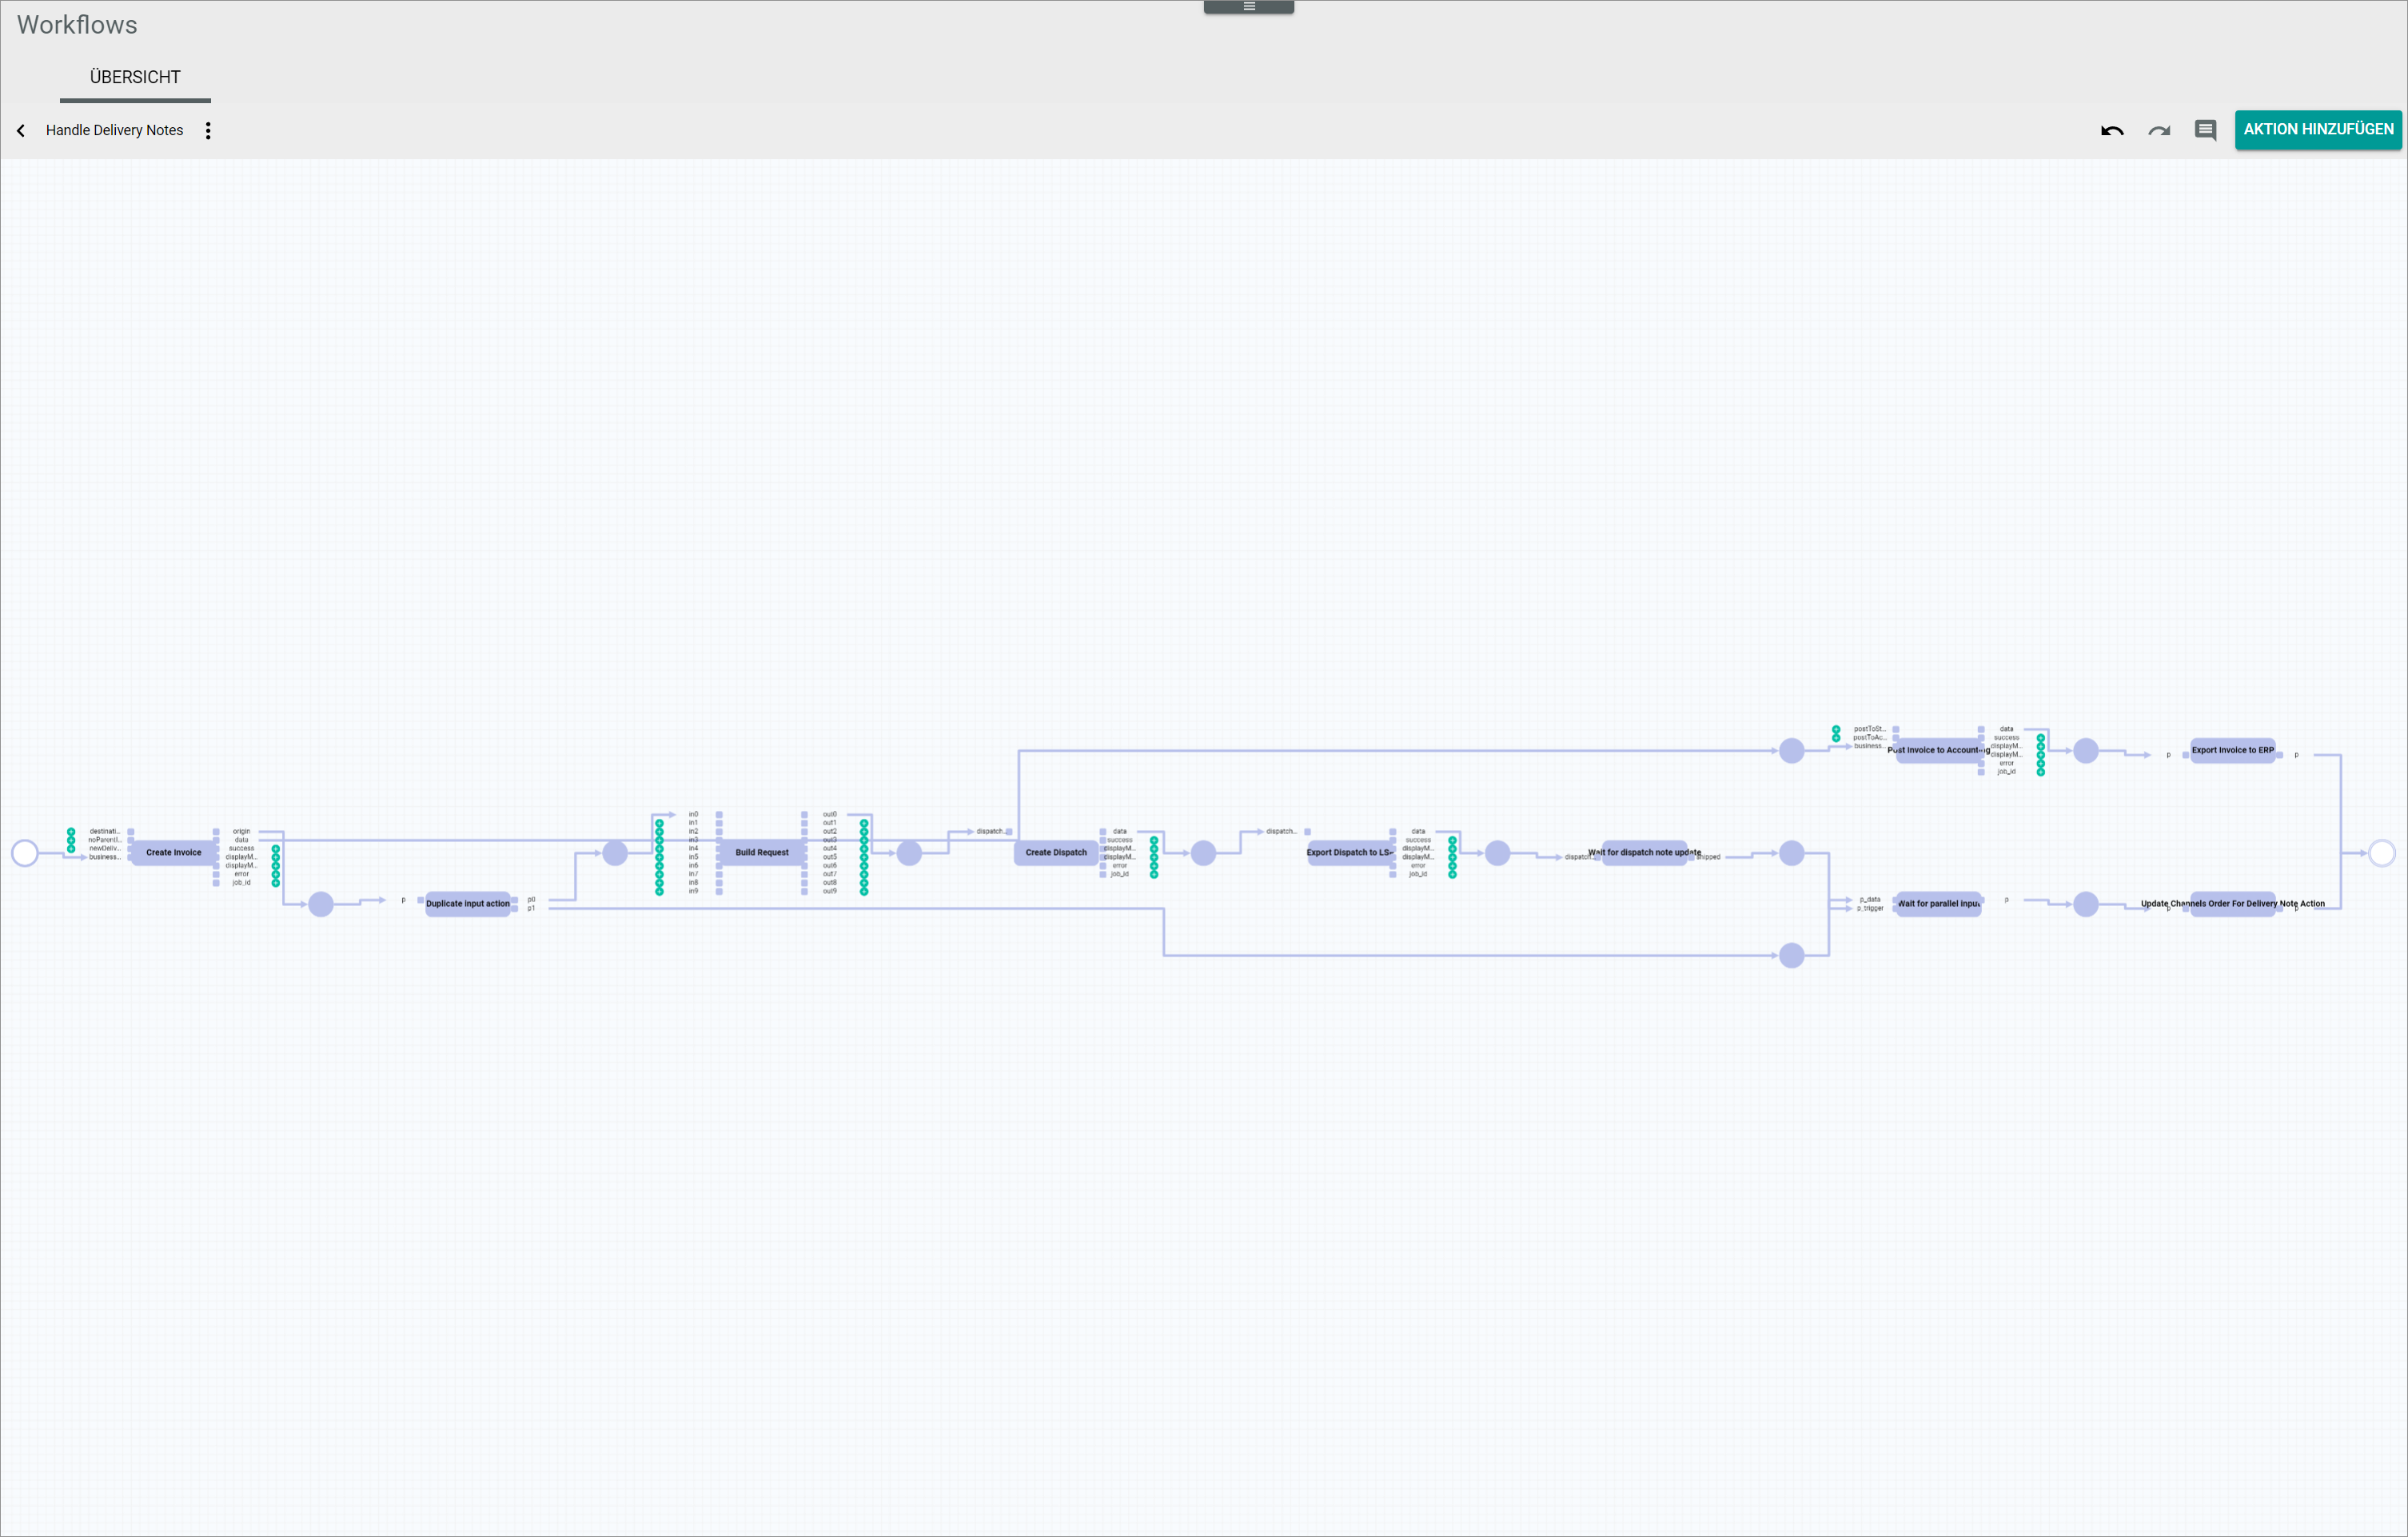 Workflows
ÜBERSICHT
Handle Delivery Notes
AKTION HINZUFÜGEN
destinati...
noParentI...
newDeliv...
business...
Create Invoice
origin
data
success
displayM...
displayM...
error
job_id
p
Duplicate input action
p0
p1
in0
in1
in2
in3
in4
in5
in6
in7
in8
in9
Build Request
out0
out1
out2
out3
out4
out5
out6
out7
out8
out9
dispatch...
Create Dispatch
data
success
displayM...
displayM...
error
job_id
dispatch...
Export Dispatch to LS-
data
success
displayM...
displayM...
error
job_id
dispatch...
Wait for dispatch note update
shipped
postToSt...
postToAc...
business...
Post Invoice to Accounting
data
success
displayM...
displayM...
error
job_id
p
Export Invoice to ERP
p
p_data
p_trigger
Wait for parallel input
p
p
Update Channels Order For Delivery Note Action
p